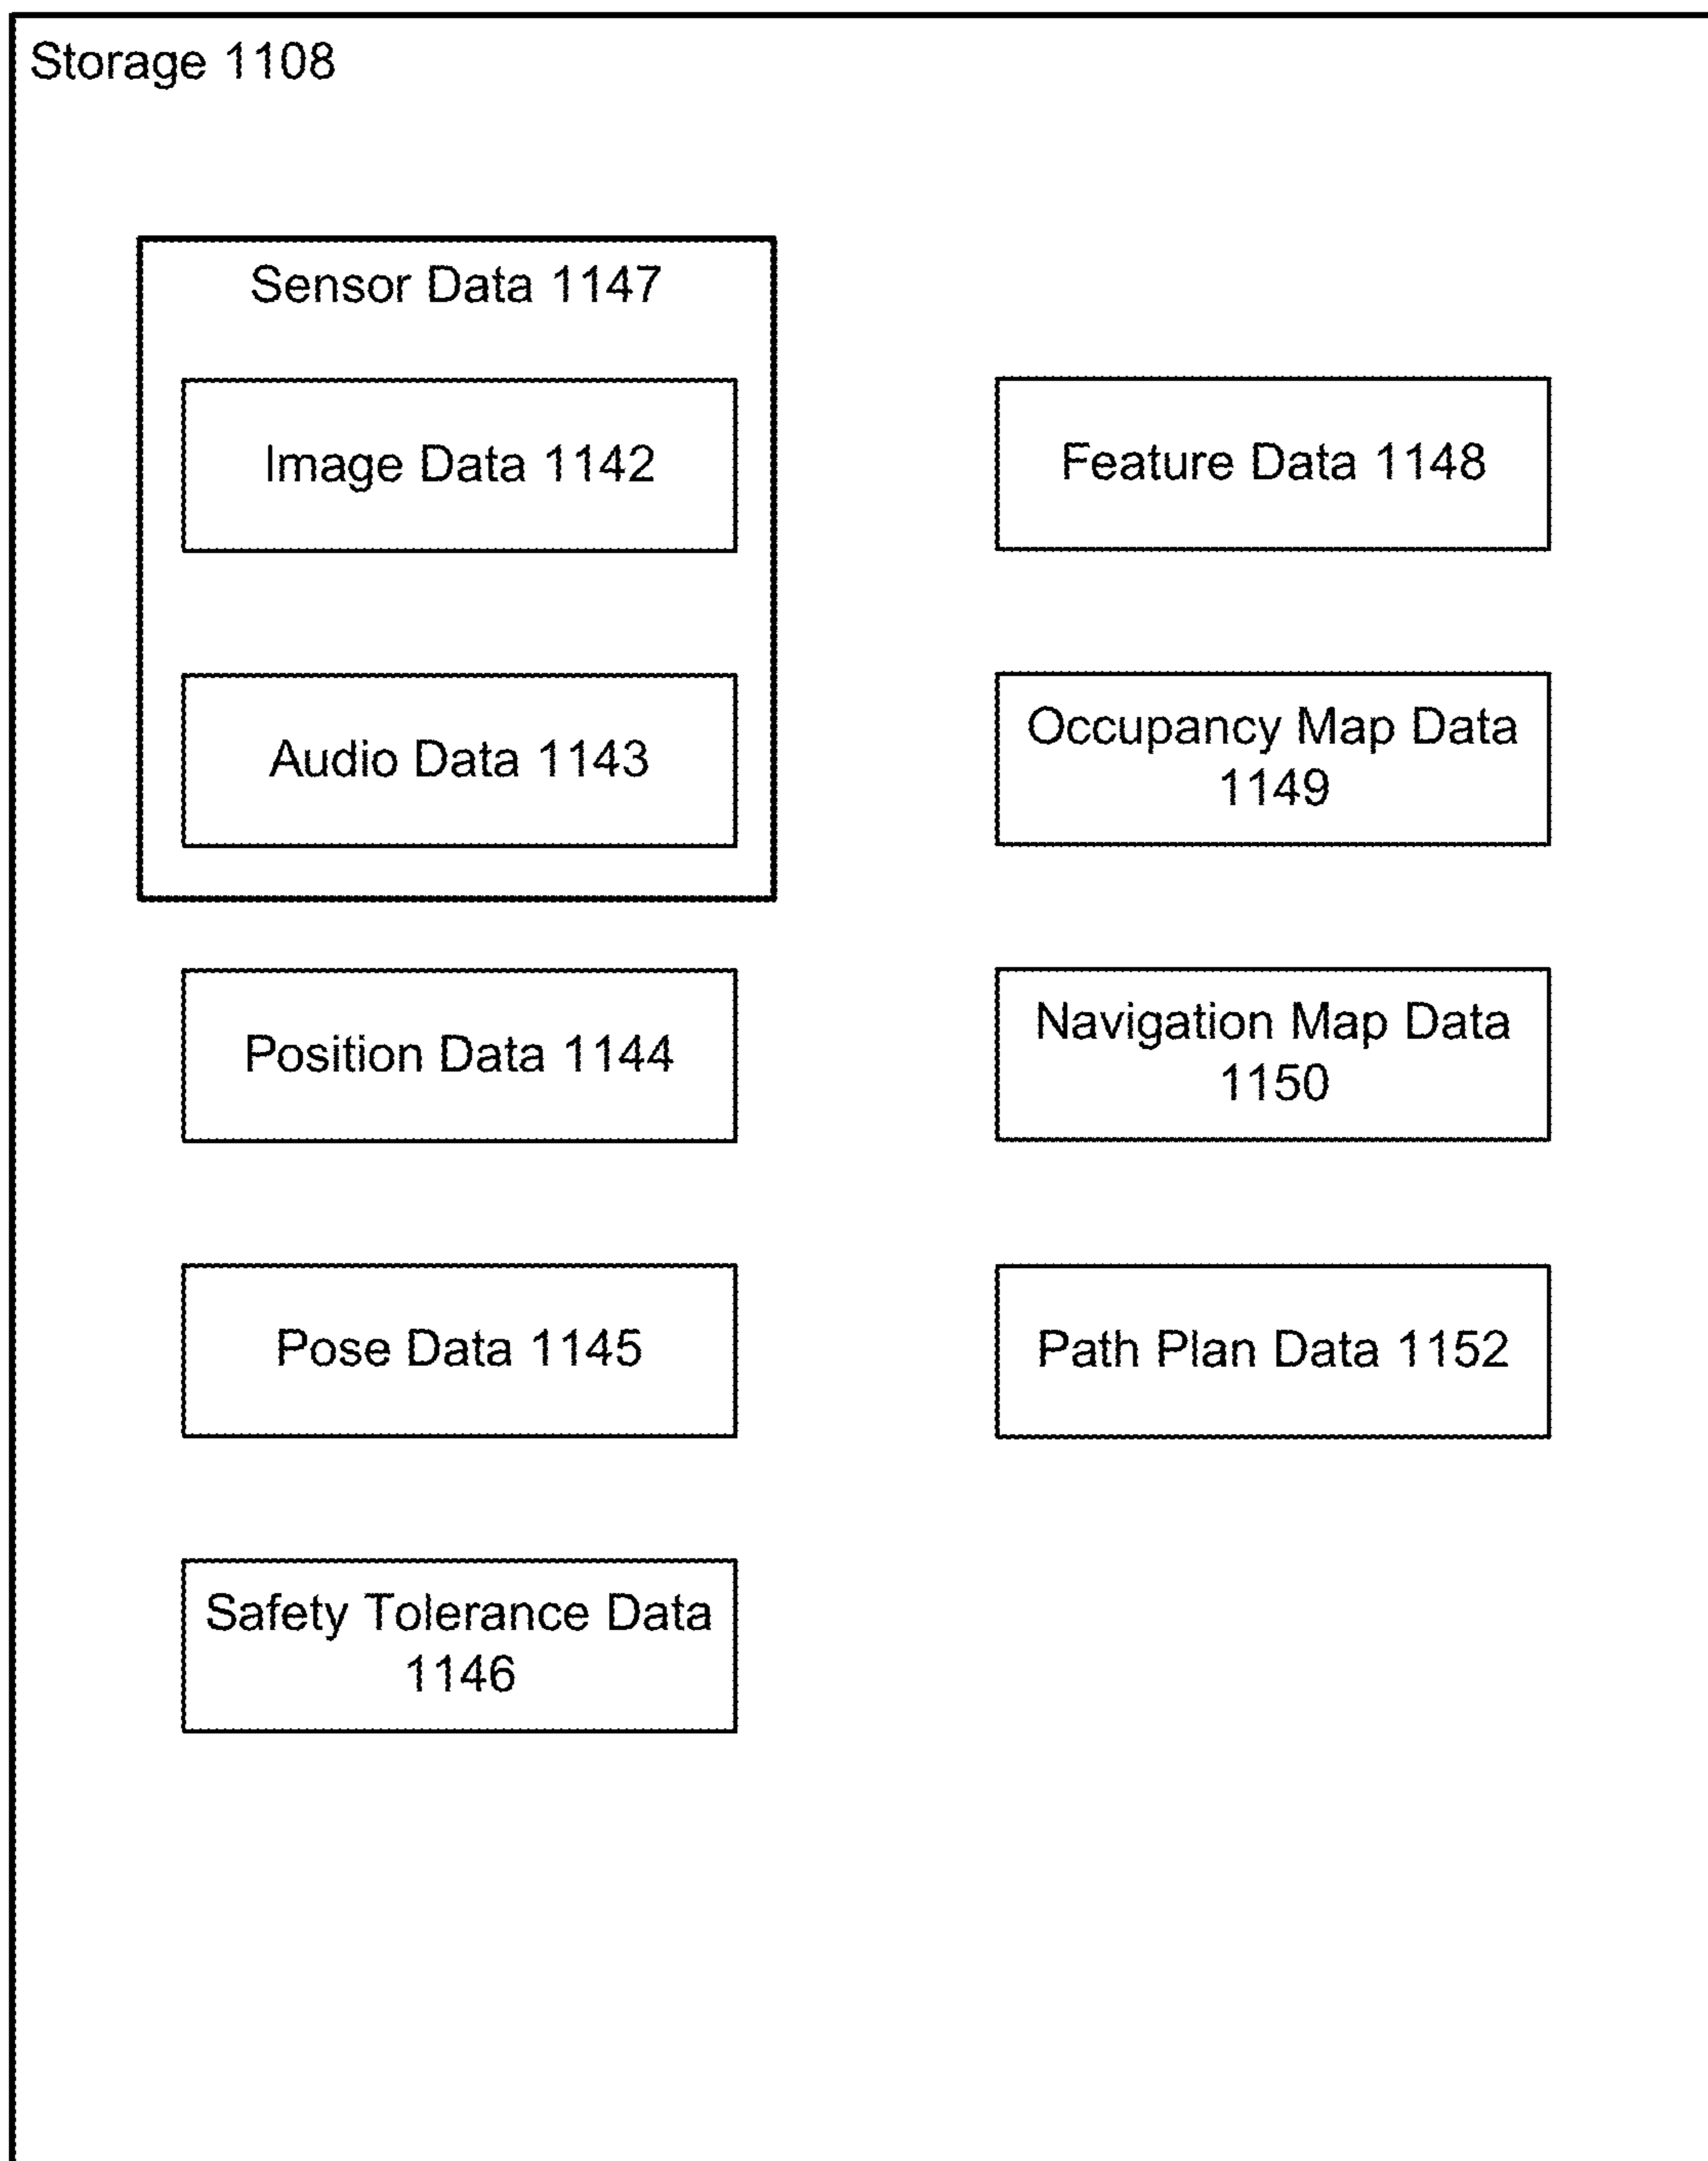 Storage 1108
Sensor Data 1147
Image Data 1142
Audio Data 1143
Position Data 1144
Pose Data 1145
Safety Tolerance Data
1146
Feature Data 1148
Occupancy Map Data
1149
Navigation Map Data
1150
Path Plan Data 1152